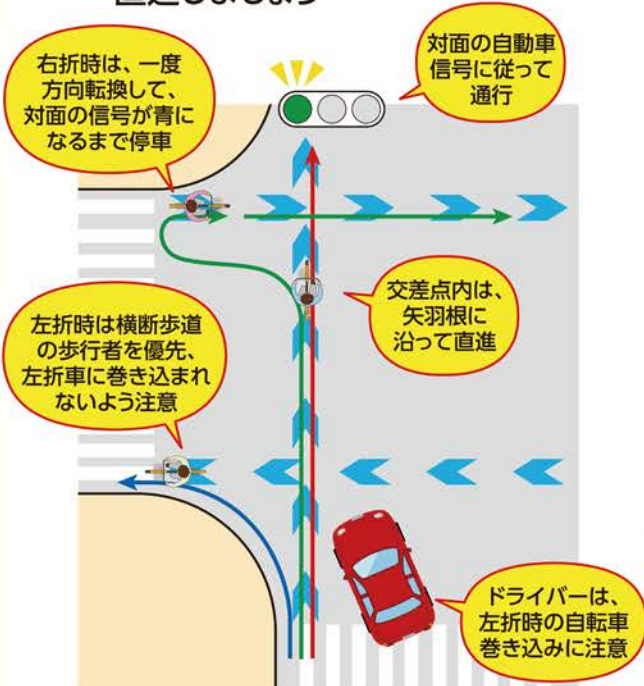 右折時は、一度
方向転換して、
対面の信号が青に
なるまで停車
対面の自動車
信号に従って
通行
交差点内は、
矢羽根に
沿って直進
左折時は横断歩道
の歩行者を優先、
左折車に巻き込まれ
ないよう注意
ドライバーは、
左折時の自転車
巻き込みに注意